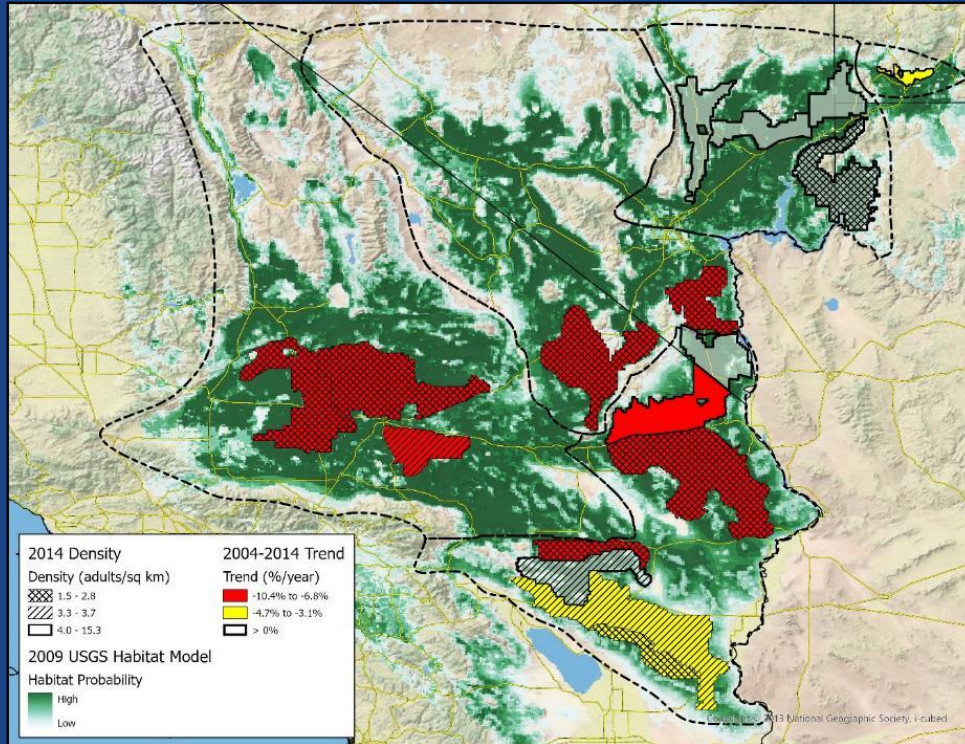 2014 Density
Density (adults/sq km)
1.5 - 2.8
3.3 - 3.7
4.0 - 15.3
2004-2014 Trend
Trend (%/year)
-10.4% to -6.8%
-4.7% to -3.1%
> 0%
2009 USGS Habitat Model
Habitat Probability
High
Low
2013 National Geographic Society, i-cubed